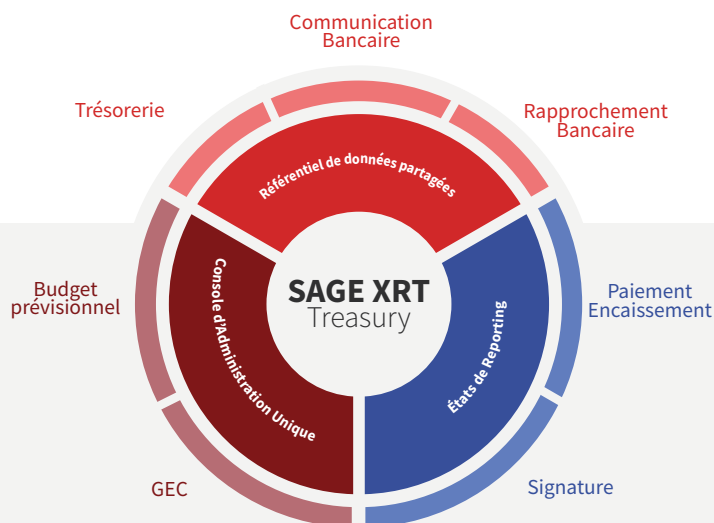 Communication
Bancaire
Trésorerie
Rapprochement
Bancaire
Référentiel de données partagées
Budget
prévisionnel
Console d'Administration Unique
SAGE XRT
Treasury
États de Reporting
Paiement
Encaissement
GEC
Signature